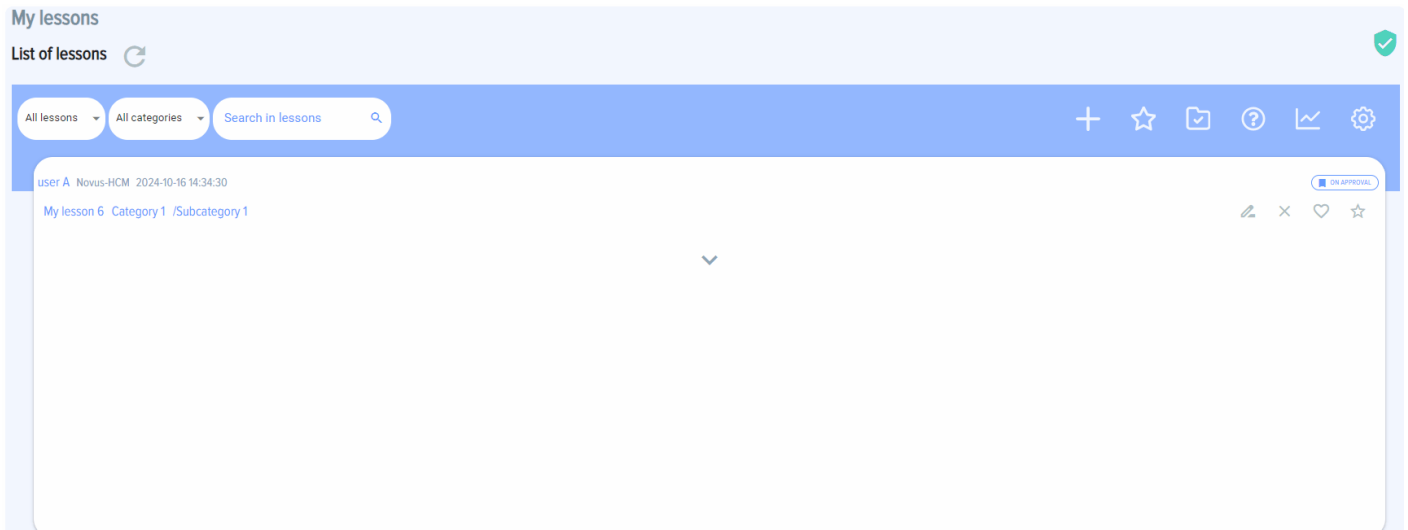 My lessons
List of lessons
All lessons All categories Search in lessons
user A Novus-HCM 2024-10-16 14:34:30 ON APPROVAL
My lesson 6 Category 1 /Subcategory 1